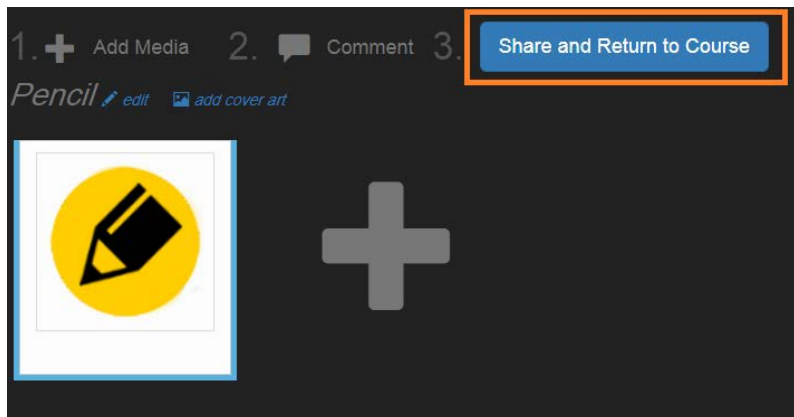 1. Add Media 2. Comment 3. Share and Return to Course
Pencil edit add cover art